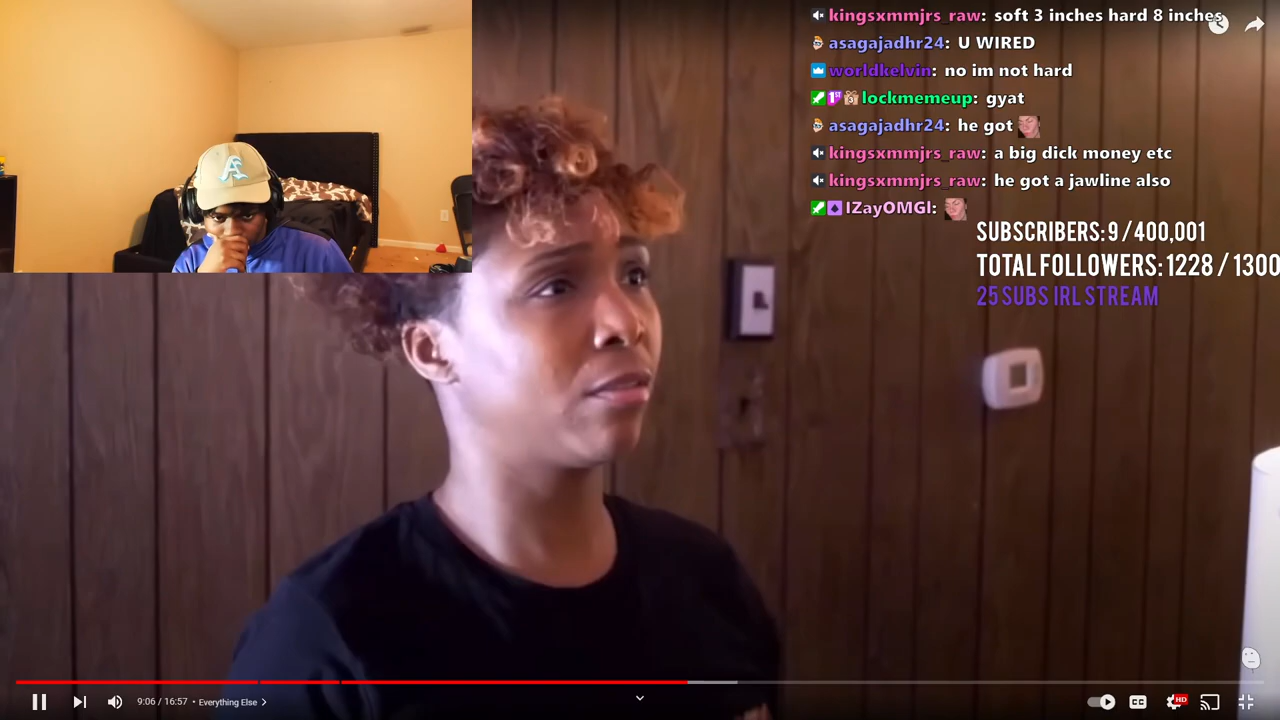 kingsxmmjrs_raw: soft 3 inches hard 8 inches
asagajadhr24: U WIRED
worldkelvin: no im not hard
lockmemeup: gyat
asagajadhr24: he got
kingsxmmjrs_raw: a big dick money etc
kingsxmmjrs_raw: he got a jawline also
IZayOMGl:
SUBSCRIBERS: 9 / 400,001
TOTAL FOLLOWERS: 1228 / 1300
25 SUBS IRL STREAM
A
9:06 / 16:57 • Everything Else
CC
HD